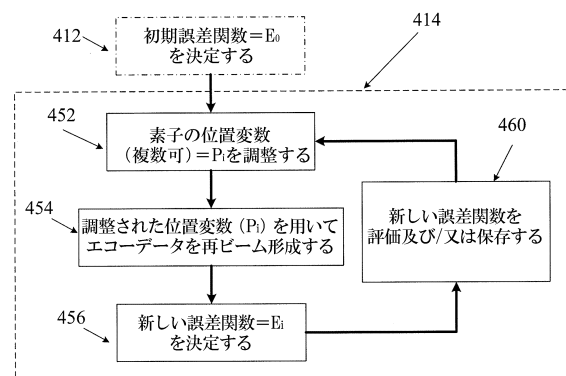 412
初期誤差関数=E₀
を決定する
414
452
素子の位置変数
(複数可)=Pᵢを調整する
460
454
調整された位置変数(Pᵢ)を用いて
エコーデータを再ビーム形成する
新しい誤差関数を
評価及び/又は保存する
456
新しい誤差関数=Eᵢ
を決定する